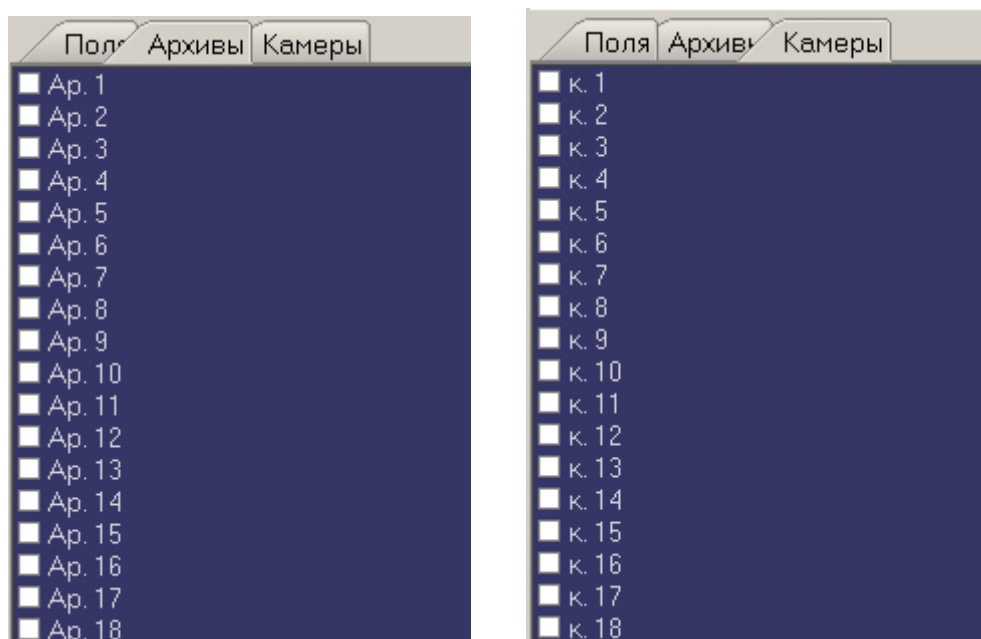 Поля Архивы Камеры
Ар. 1
Ар. 2
Ар. 3
Ар. 4
Ар. 5
Ар. 6
Ар. 7
Ар. 8
Ар. 9
Ар. 10
Ар. 11
Ар. 12
Ар. 13
Ар. 14
Ар. 15
Ар. 16
Ар. 17
Ар. 18
Поля Архивы Камеры
к. 1
к. 2
к. 3
к. 4
к. 5
к. 6
к. 7
к. 8
к. 9
к. 10
к. 11
к. 12
к. 13
к. 14
к. 15
к. 16
к. 17
к. 18